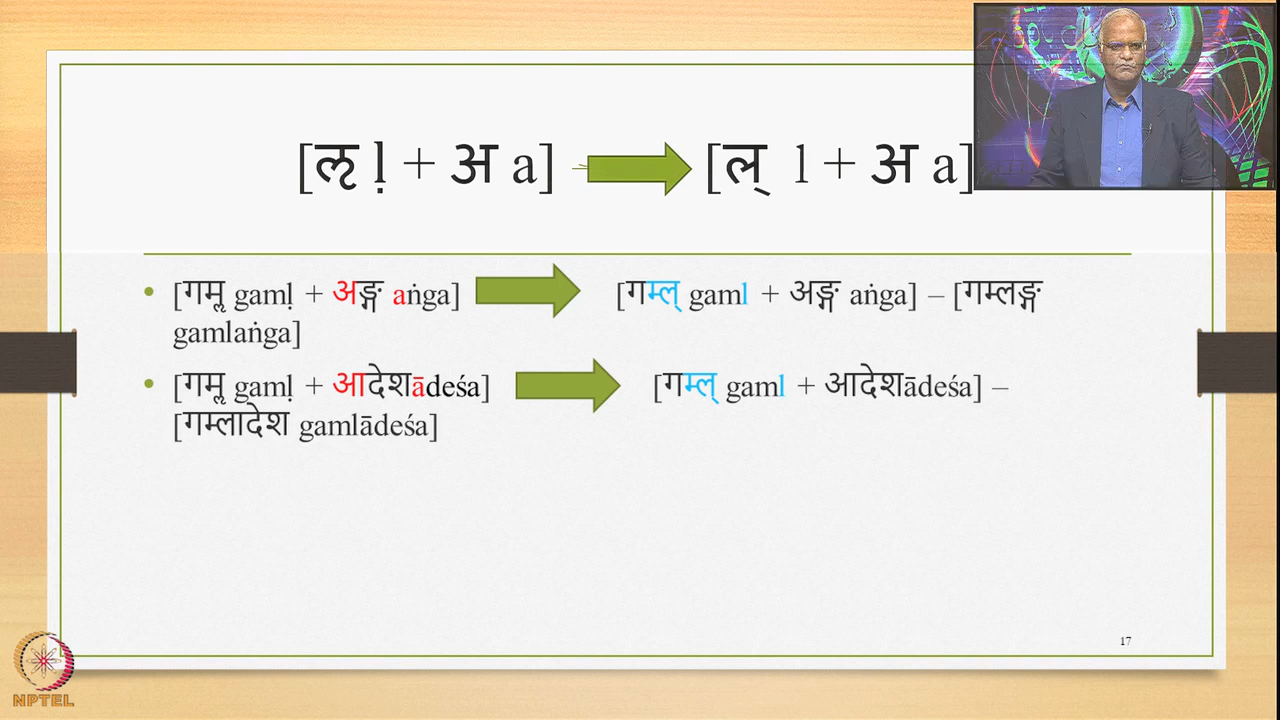 [ऌ ḷ + अ a] [ल् l + अ a]
• [गमॢ gamḷ + अङ्ग aṅga] [गम्ल् gaml + अङ्ग aṅga] – [गम्लङ्ग
gamlaṅga]
• [गमॢ gamḷ + आदेशādeśa] [गम्ल् gaml + आदेशādeśa] –
[गम्लादेश gamlādeśa]
17
NPTEL